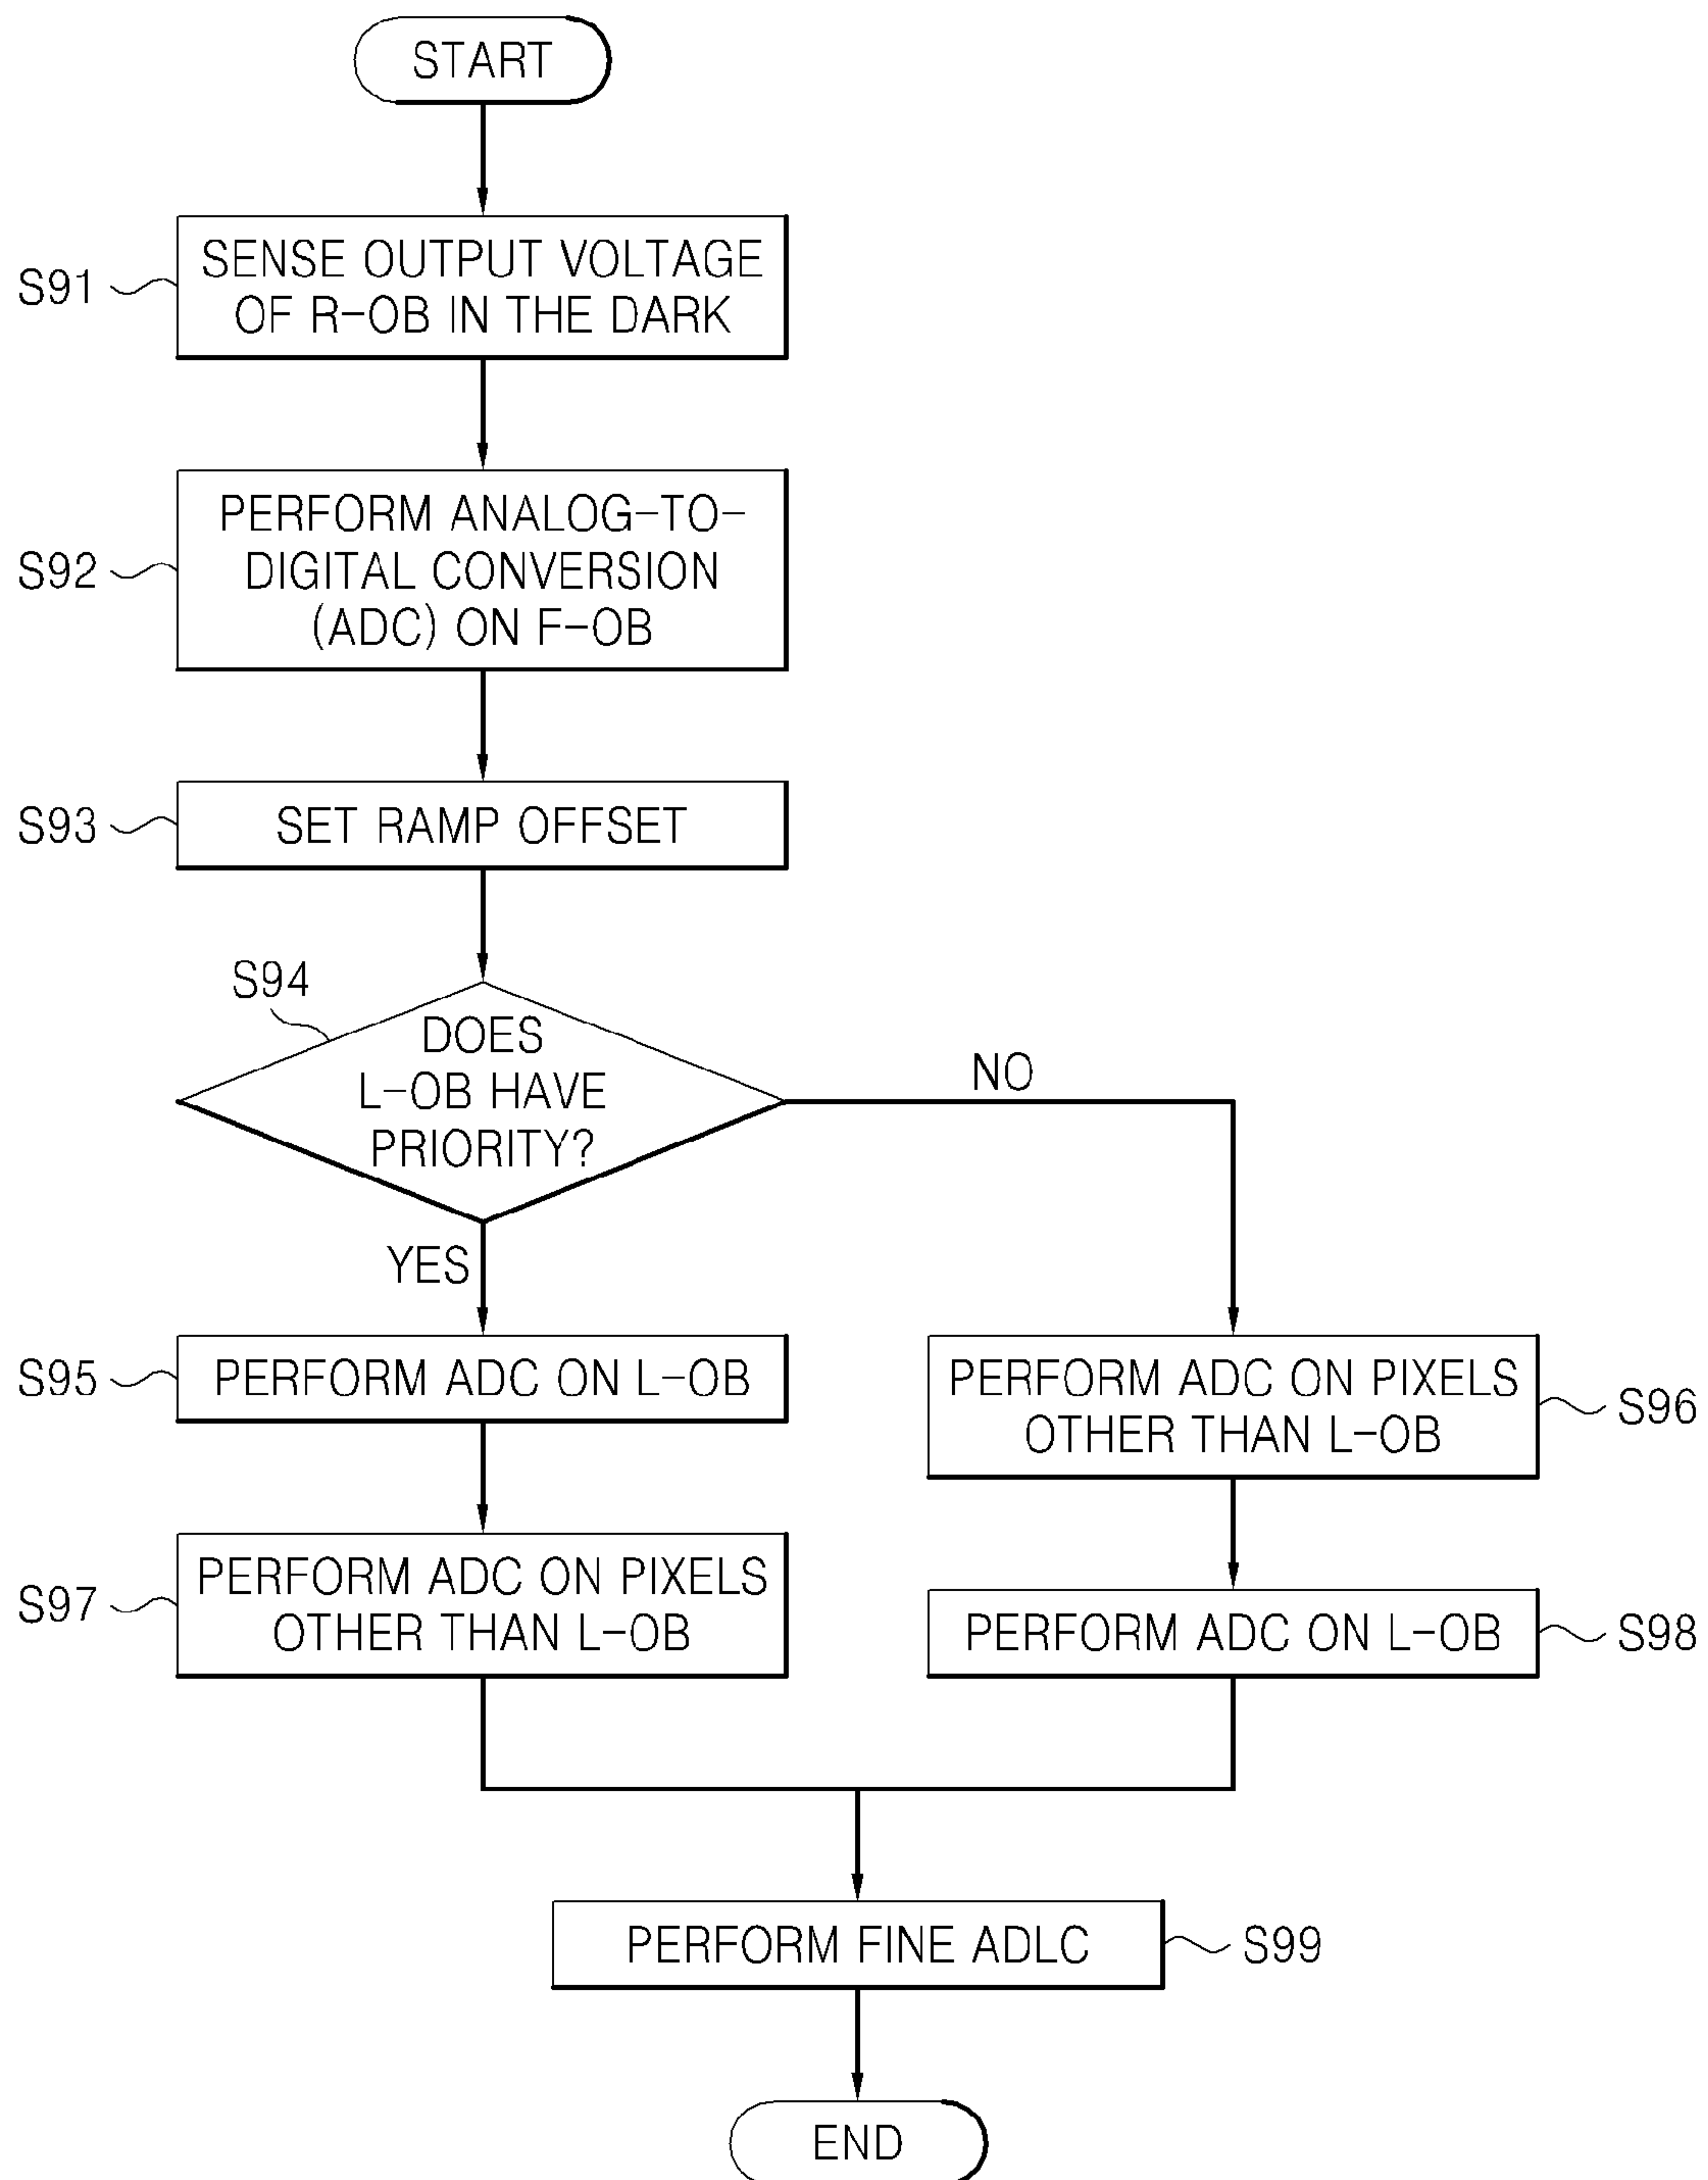 START
S91
SENSE OUTPUT VOLTAGE
OF R-OB IN THE DARK
S92
PERFORM ANALOG-TO-
DIGITAL CONVERSION
(ADC) ON F-OB
S93
SET RAMP OFFSET
S94
DOES
L-OB HAVE
PRIORITY?
NO
YES
S95
PERFORM ADC ON L-OB
PERFORM ADC ON PIXELS
OTHER THAN L-OB
S96
S97
PERFORM ADC ON PIXELS
OTHER THAN L-OB
PERFORM ADC ON L-OB
S98
PERFORM FINE ADLC
S99
END